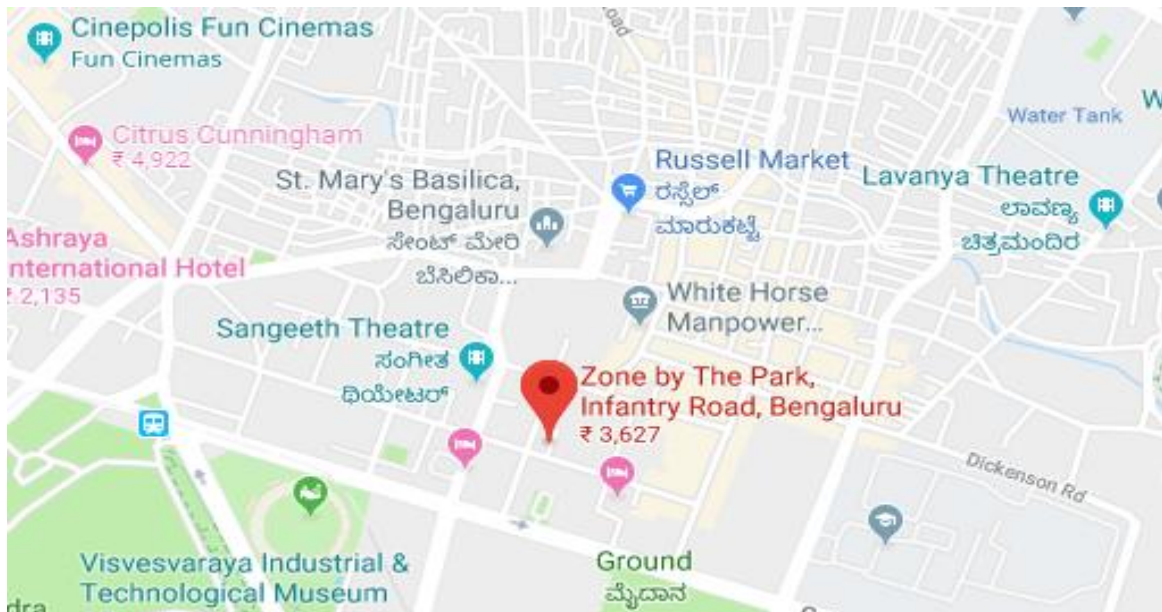 Cinepolis Fun Cinemas
Fun Cinemas
Citrus Cunningham
₹ 4,922
Water Tank
W
St. Mary's Basilica,
Bengaluru
ಸೇಂಟ್ ಮೇರಿ
ಬೆಸಿಲಿಕಾ...
Russell Market
ರಸ್ಸೆಲ್
ಮಾರುಕಟ್ಟೆ
Lavanya Theatre
ಲಾವಣ್ಯ
ಚಿತ್ರಮಂದಿರ
Ashraya
International Hotel
₹ 2,135
White Horse
Manpower...
Sangeeth Theatre
ಸಂಗೀತ
ಥಿಯೇಟರ್
Zone by The Park,
Infantry Road, Bengaluru
₹ 3,627
Dickenson Rd
Visvesvaraya Industrial &
Technological Museum
Ground
ಮೈದಾನ